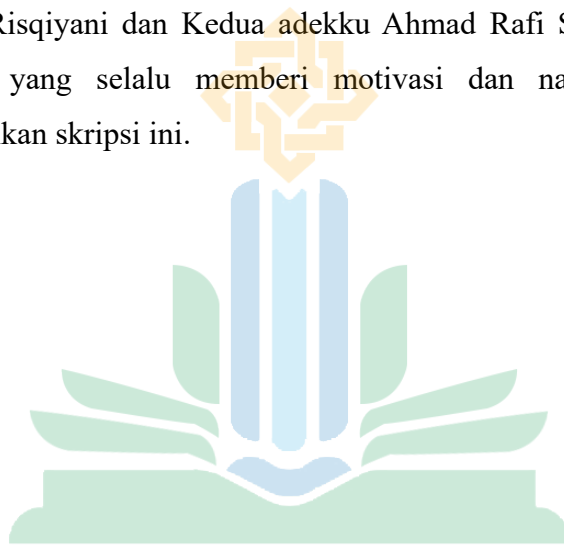 Risqiyani dan Kedua adekku Ahmad Rafi S
yang selalu memberi motivasi dan na
kan skripsi ini.